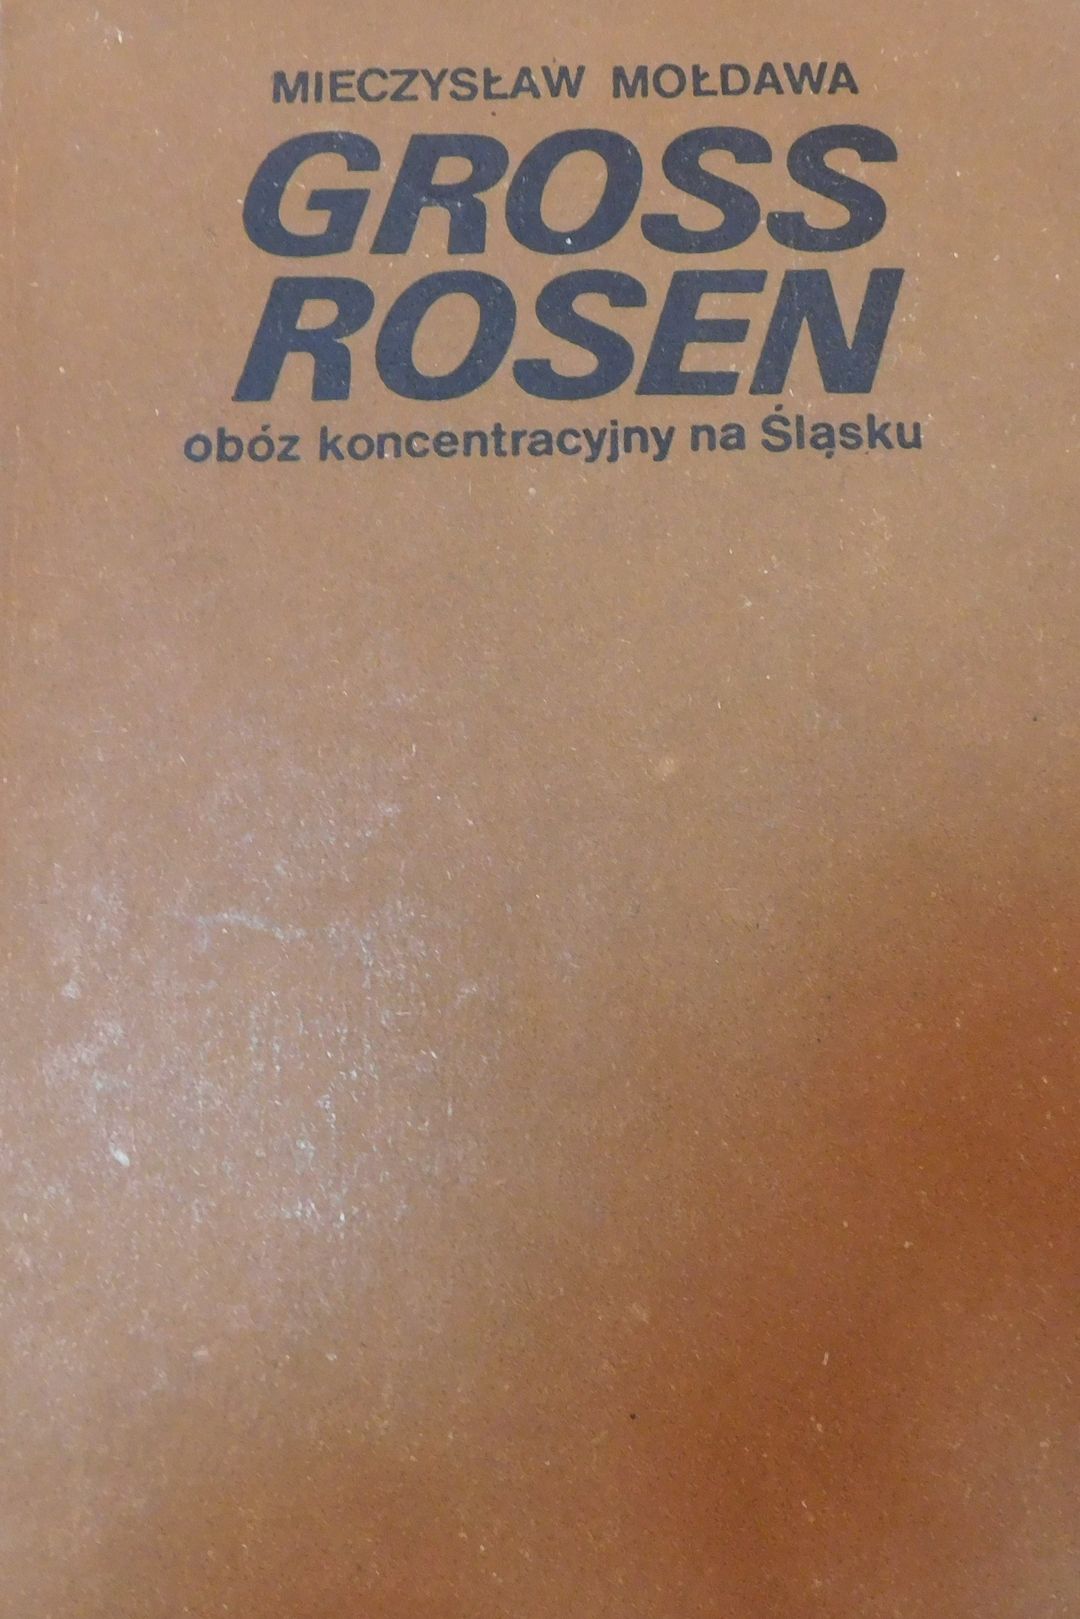 MIECZYSŁAW MOŁDAWA
GROSS
ROSEN
obóz koncentracyjny na Śląsku